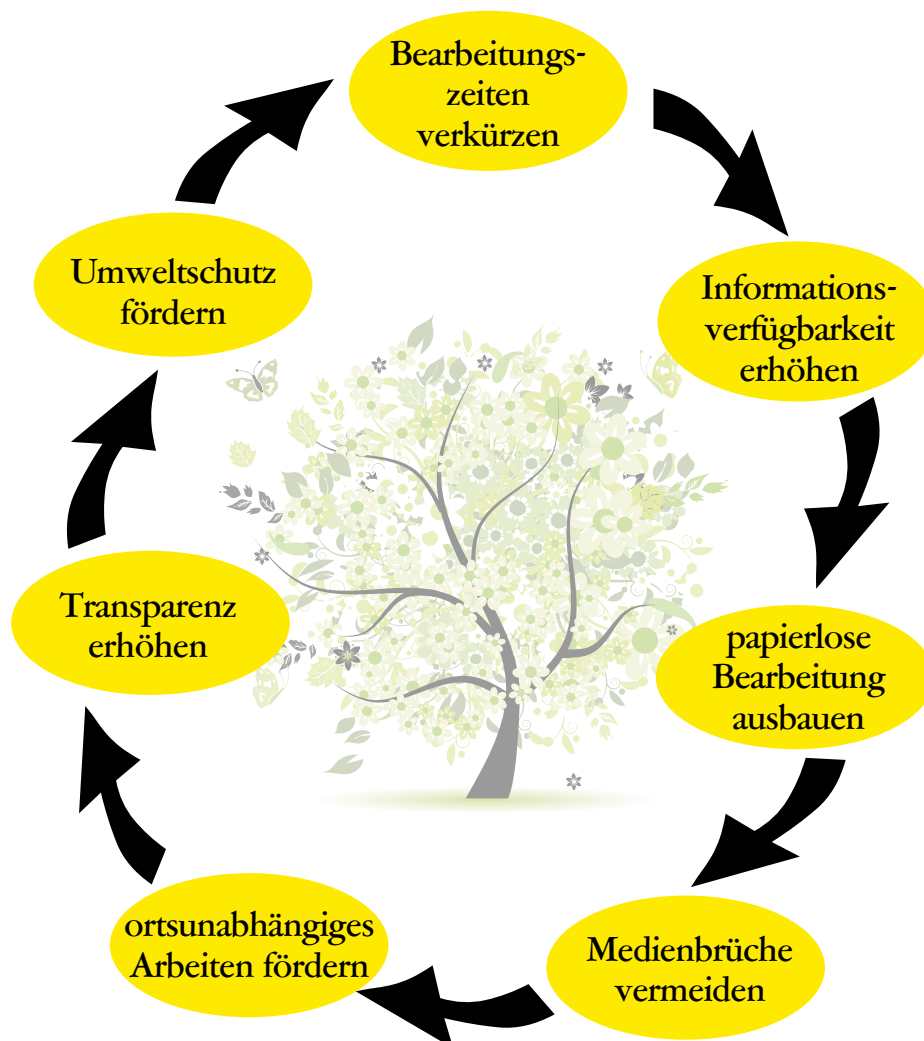 Bearbeitungs-
zeiten
verkürzen
Informations-
verfügbarkeit
erhöhen
papierlose
Bearbeitung
ausbauen
Medienbrüche
vermeiden
ortsunabhängiges
Arbeiten fördern
Transparenz
erhöhen
Umweltschutz
fördern